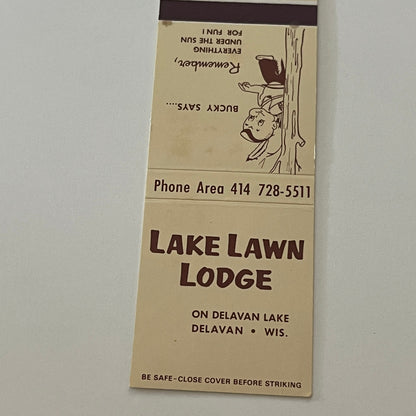 BUCKY SAYS....
Remember,
EVERYTHING
UNDER THE SUN
FOR FUN!
Phone Area 414 728-5511
LAKE LAWN
LODGE
ON DELAVAN LAKE
DELAVAN • WIS.
BE SAFE-CLOSE COVER BEFORE STRIKING